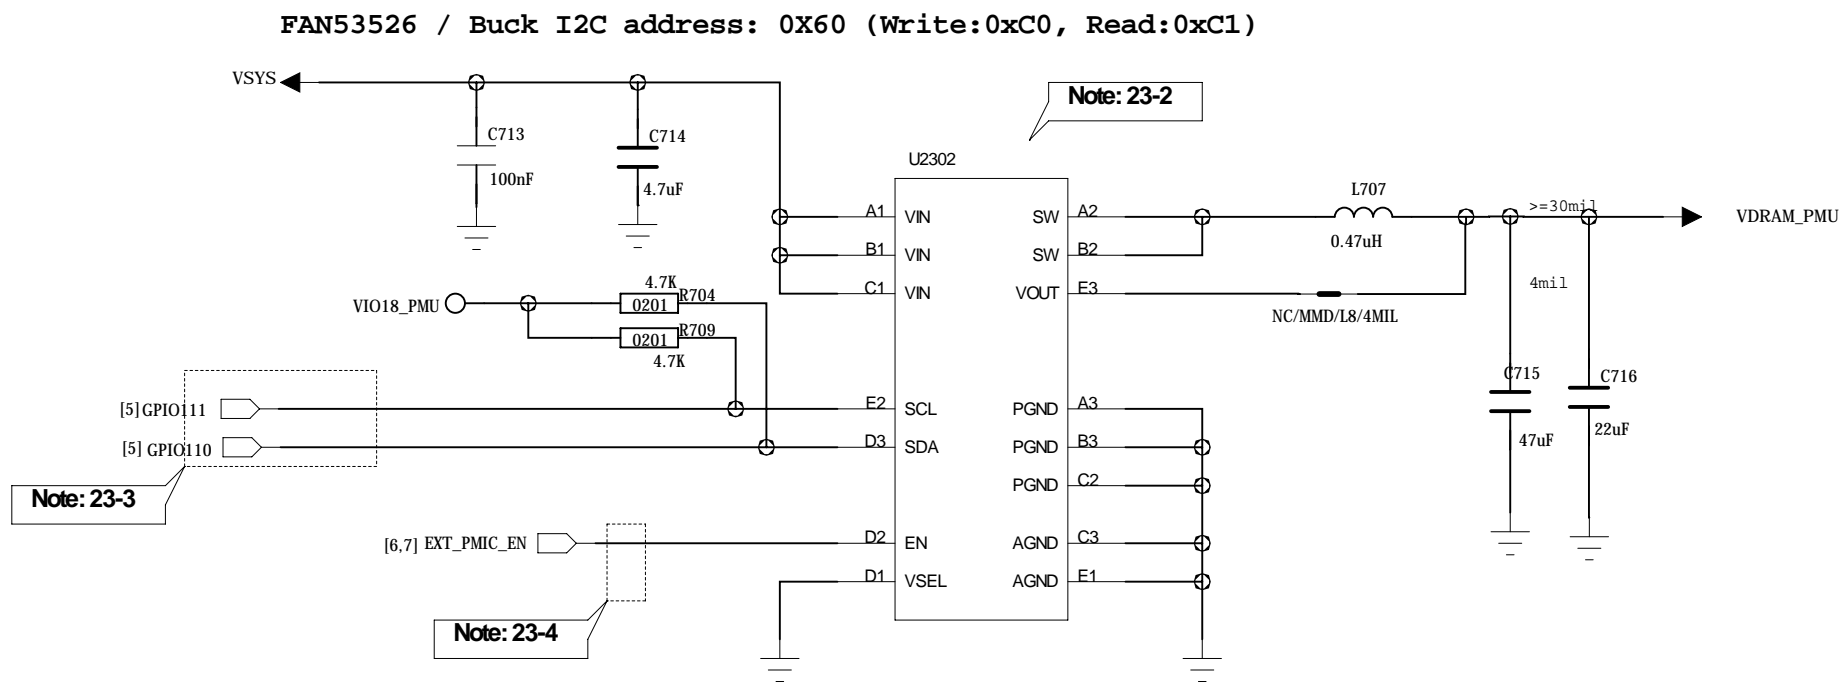 FAN53526 / Buck I2C address: 0X60 (Write:0xC0, Read:0xC1)
VSYS
Note: 23-2
C713
100nF
C714
4.7uF
U2302
A1 VIN
B1 VIN
C1 VIN
SW A2
SW B2
VOUT E3
L707
0.47uH
>=30mil
VDRAM_PMU
4mil
NC/MMD/L8/4MIL
VIO18_PMU
4.7K
0201 R704
0201 R709
4.7K
C715
47uF
C716
22uF
[5] GPIO111
E2 SCL
PGND A3
[5] GPIO110
D3 SDA
PGND B3
PGND C2
Note: 23-3
[6,7] EXT_PMIC_EN
D2 EN
AGND C3
D1 VSEL
AGND E1
Note: 23-4